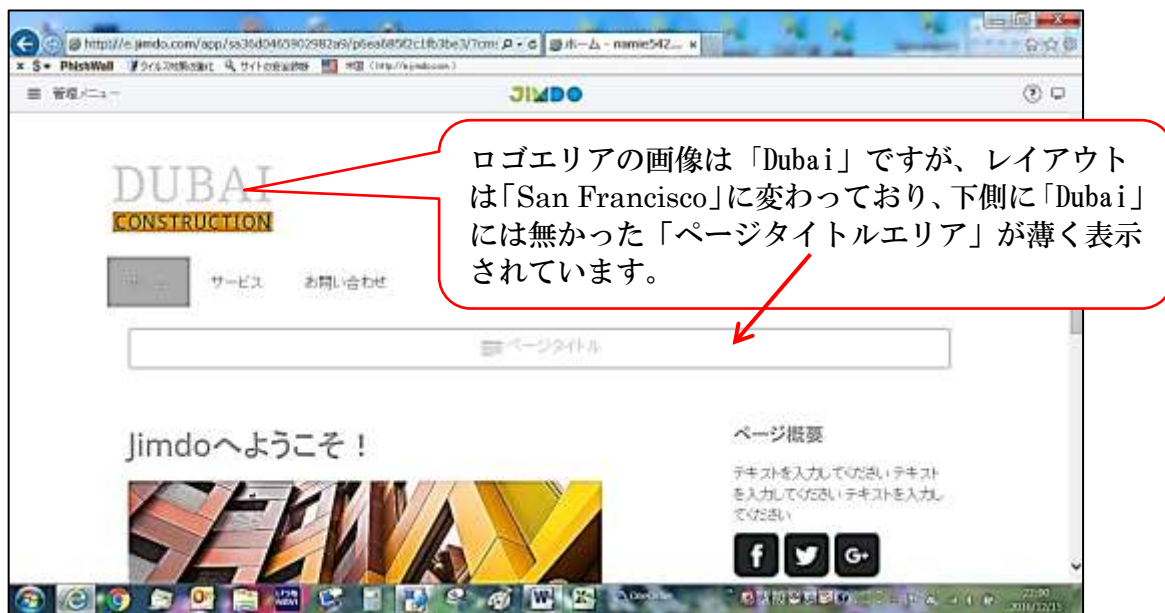 ホーム - namie542...
PhishWall
管理メニュー
JIMDO
DUBAI
CONSTRUCTION
ロゴエリアの画像は「Dubai」ですが、レイアウト
は「San Francisco」に変わっており、下側に「Dubai」
には無かった「ページタイトルエリア」が薄く表示
されています。
サービス お問い合わせ
ページタイトル
Jimdoへようこそ！
ページ概要
テキストを入力してください テキスト
を入力してください テキストを入力し
てください
f G+
22:00
2016/12/15